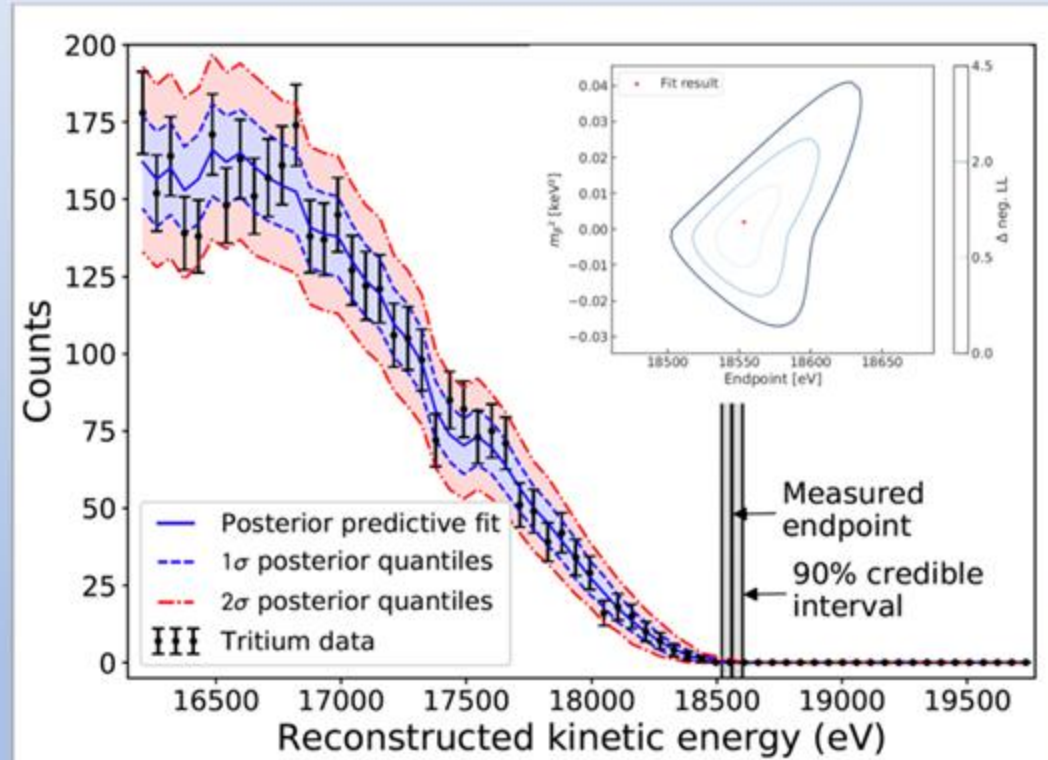 200
175
150
125
100
75
50
25
0
Counts
16500 17000 17500 18000 18500 19000 19500
Reconstructed kinetic energy (eV)
Posterior predictive fit
1σ posterior quantiles
2σ posterior quantiles
Tritium data
Measured
endpoint
90% credible
interval
Fit result
0.04
0.03
0.02
0.01
0.00
−0.01
−0.02
−0.03
[keV²]
18500 18550 18600 18650
Endpoint [eV]
4.5
2.0
0.5
0.0
Δ neg. LL